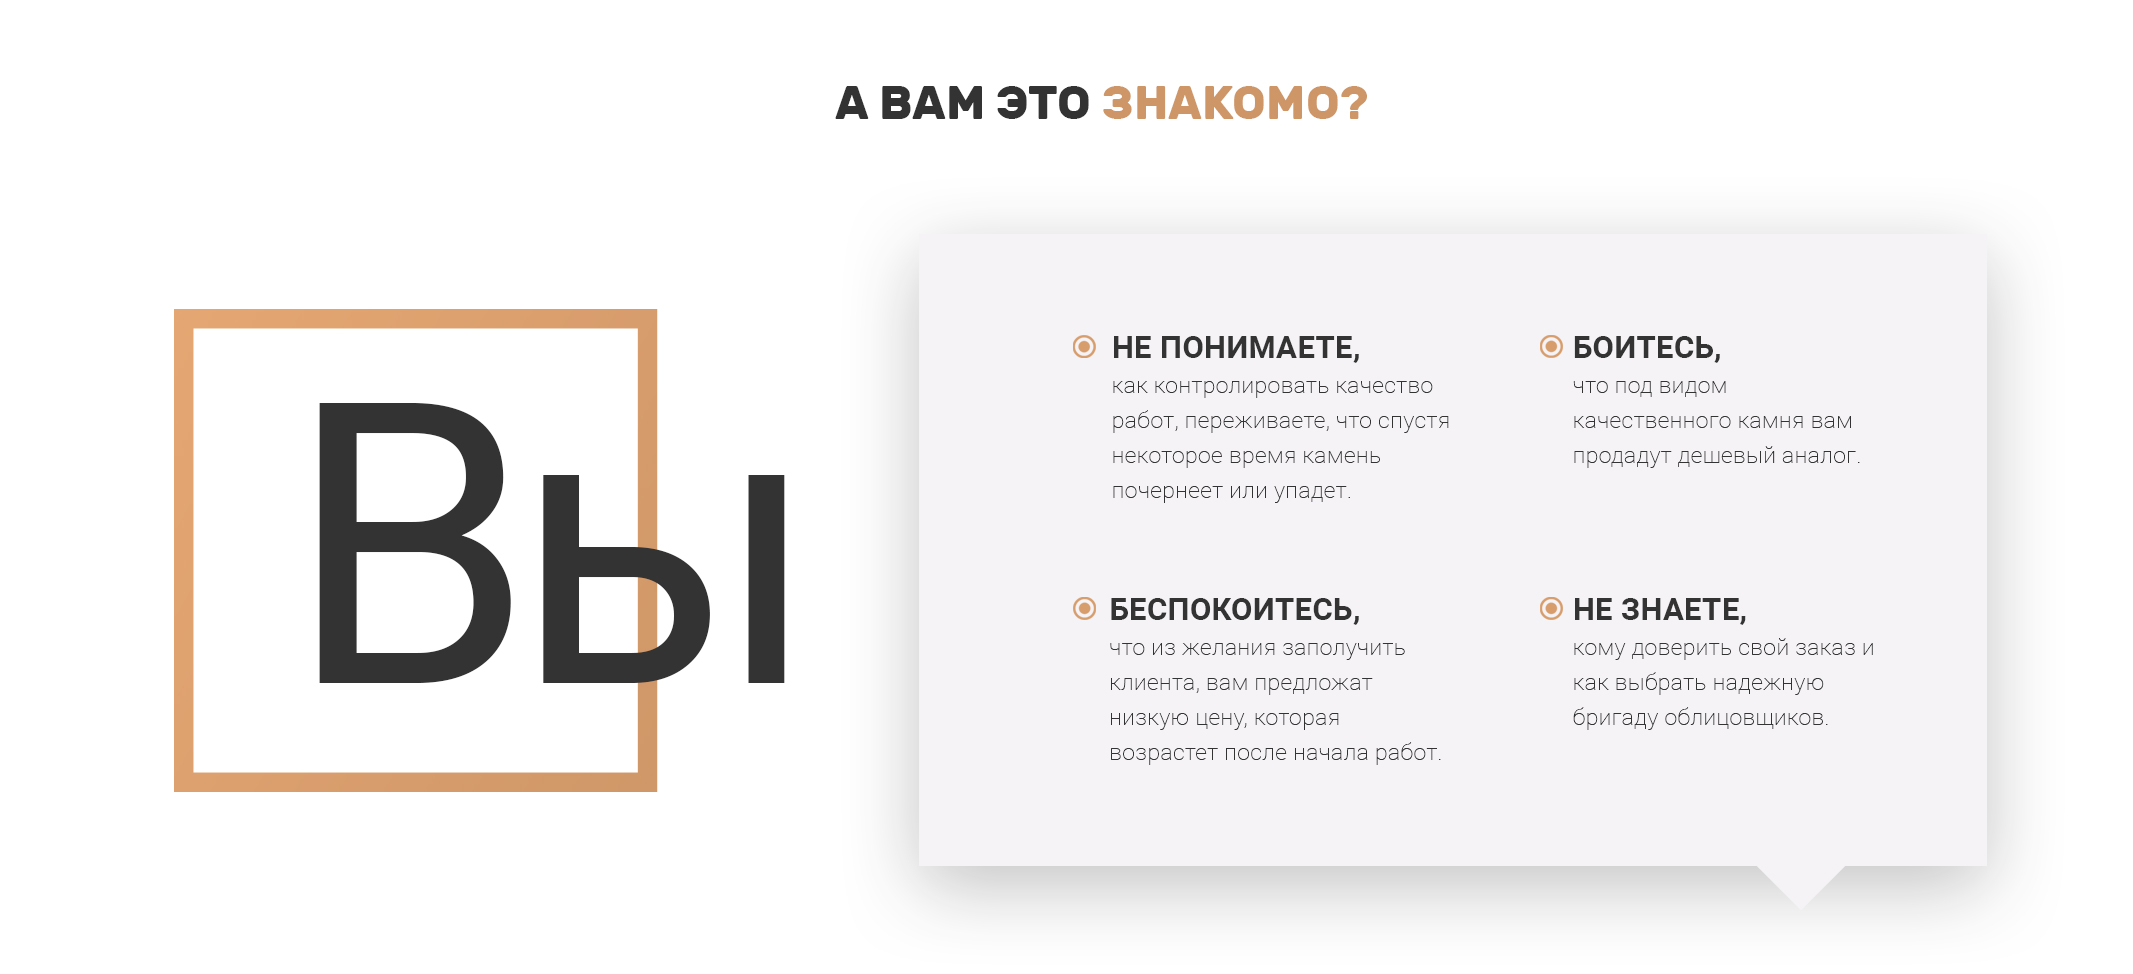 А ВАМ ЭТО ЗНАКОМО?
Вы
НЕ ПОНИМАЕТЕ,
как контролировать качество
работ, переживаете, что спустя
некоторое время камень
почернеет или упадет.
БОИТЕСЬ,
что под видом
качественного камня вам
продадут дешевый аналог.
БЕСПОКОИТЕСЬ,
что из желания заполучить
клиента, вам предложат
низкую цену, которая
возрастет после начала работ.
НЕ ЗНАЕТЕ,
кому доверить свой заказ и
как выбрать надежную
бригаду облицовщиков.